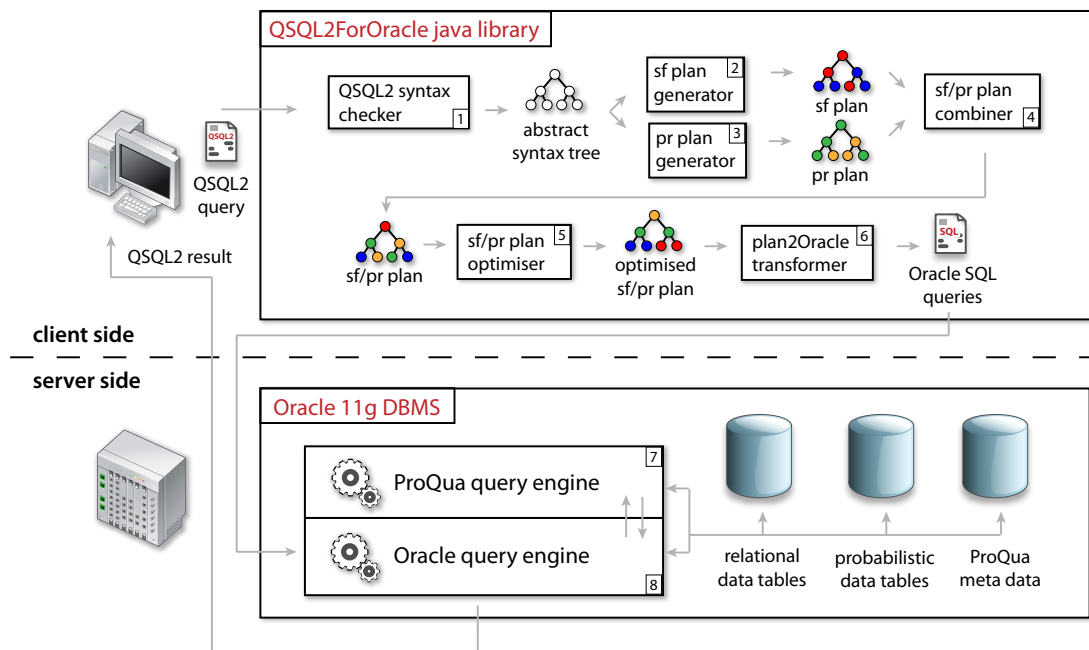 QSQL2ForOracle java library
QSQL2 syntax
checker
1
abstract
syntax tree
sf plan
generator
2
pr plan
generator
3
sf plan
pr plan
sf/pr plan
combiner
4
QSQL2
QSQL2
query
QSQL2 result
sf/pr plan
sf/pr plan
optimiser
5
optimised
sf/pr plan
plan2Oracle
transformer
6
SQL
Oracle SQL
queries
client side
server side
Oracle 11g DBMS
ProQua query engine
7
Oracle query engine
8
relational
data tables
probabilistic
data tables
ProQua
meta data